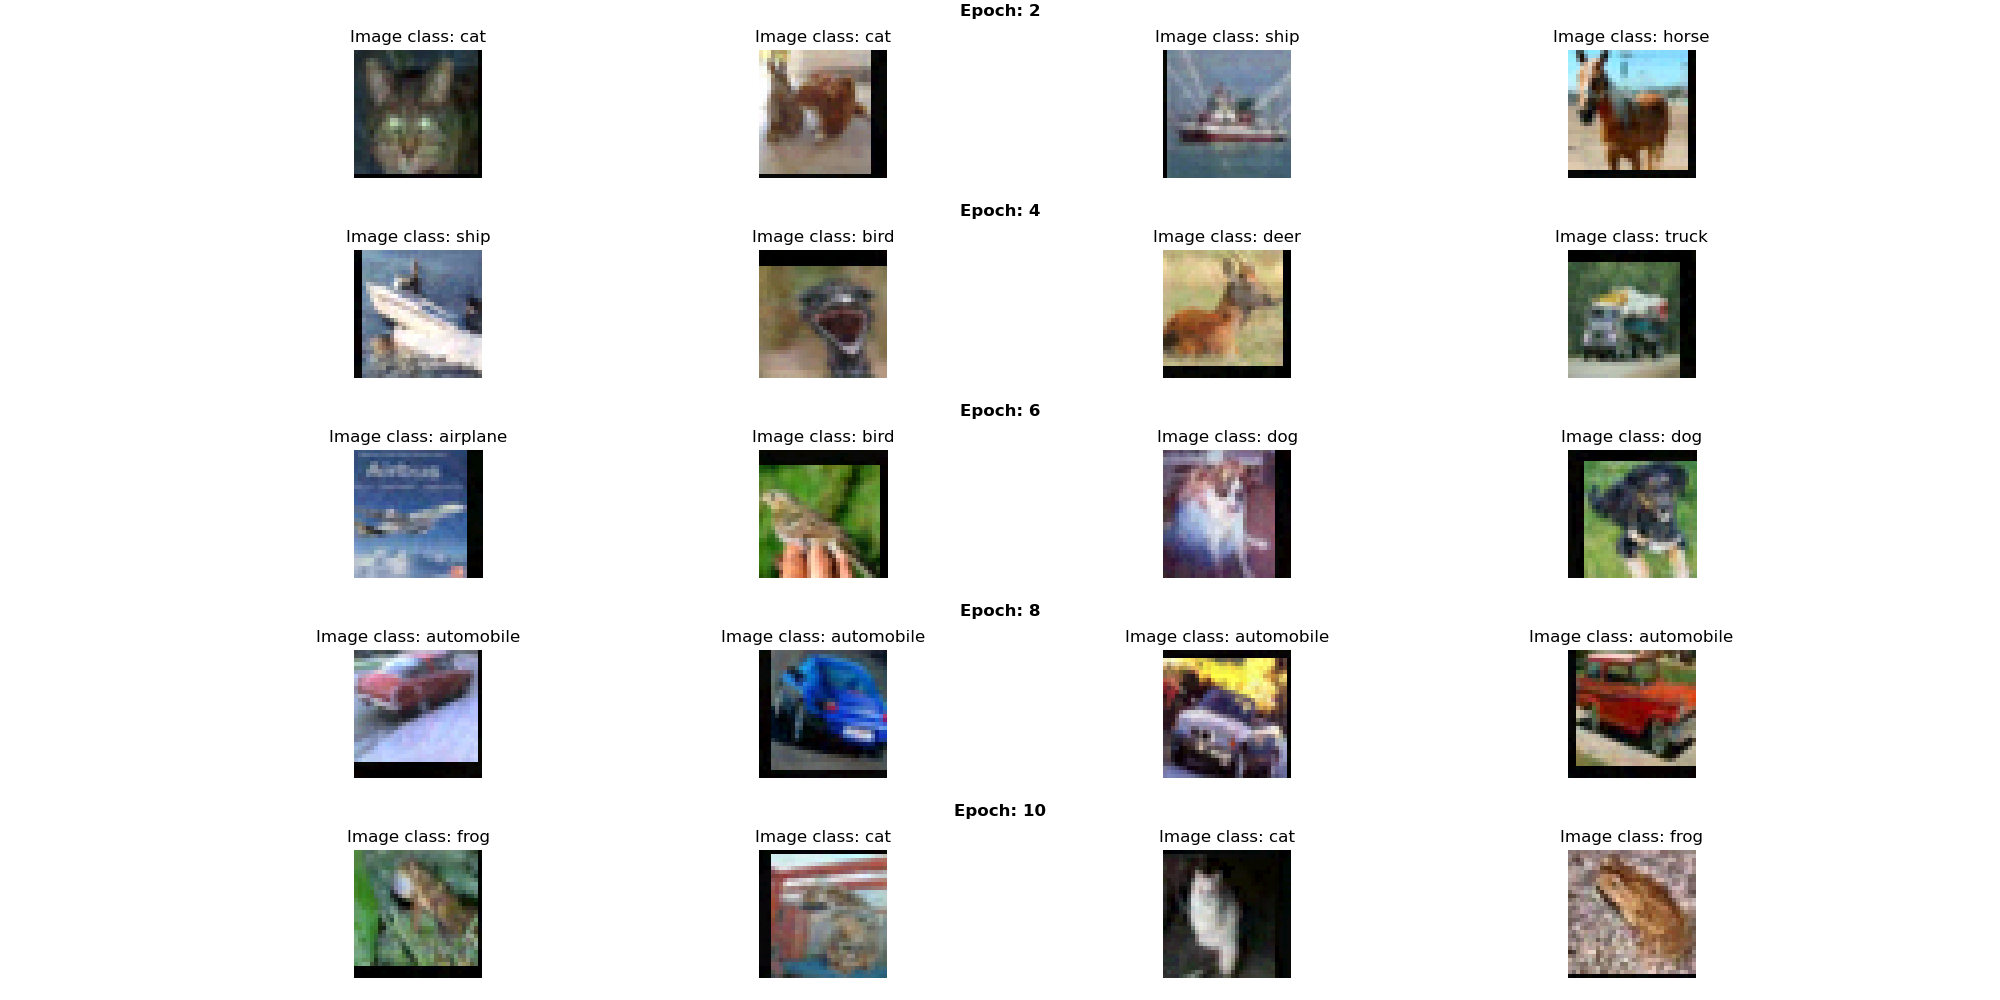 Epoch: 2
Image class: cat
Image class: cat
Image class: ship
Image class: horse
Epoch: 4
Image class: ship
Image class: bird
Image class: deer
Image class: truck
Epoch: 6
Image class: airplane
Image class: bird
Image class: dog
Image class: dog
Airbus
Epoch: 8
Image class: automobile
Image class: automobile
Image class: automobile
Image class: automobile
Epoch: 10
Image class: frog
Image class: cat
Image class: cat
Image class: frog